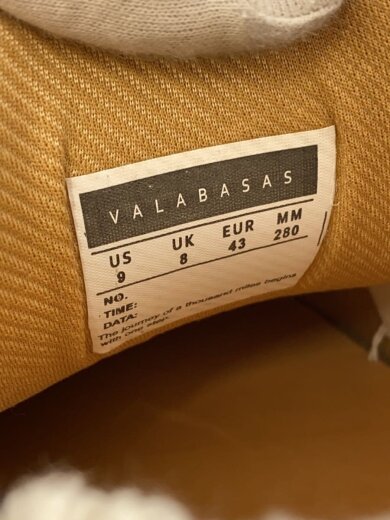 VALABASAS
US UK EUR MM
9 8 43 280
NO:
TIME:
DATA:
The journey of a thousand miles begins
with one step.